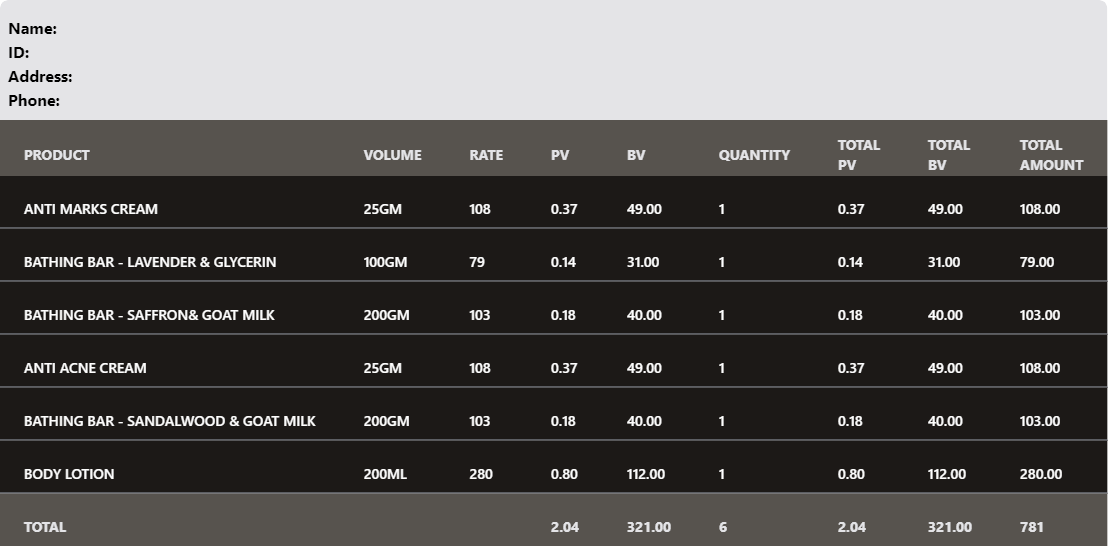 Name:
ID:
Address:
Phone:
PRODUCT VOLUME RATE PV BV QUANTITY TOTAL PV TOTAL BV TOTAL AMOUNT
ANTI MARKS CREAM 25GM 108 0.37 49.00 1 0.37 49.00 108.00
BATHING BAR - LAVENDER & GLYCERIN 100GM 79 0.14 31.00 1 0.14 31.00 79.00
BATHING BAR - SAFFRON& GOAT MILK 200GM 103 0.18 40.00 1 0.18 40.00 103.00
ANTI ACNE CREAM 25GM 108 0.37 49.00 1 0.37 49.00 108.00
BATHING BAR - SANDALWOOD & GOAT MILK 200GM 103 0.18 40.00 1 0.18 40.00 103.00
BODY LOTION 200ML 280 0.80 112.00 1 0.80 112.00 280.00
TOTAL 2.04 321.00 6 2.04 321.00 781